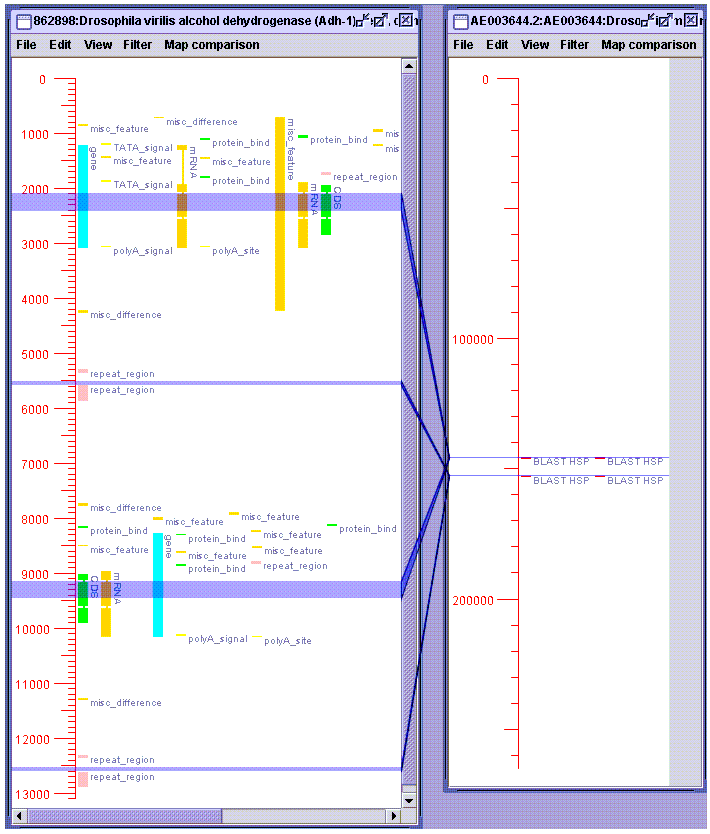 862898:Drosophila virilis alcohol dehydrogenase (Adh-1)
File Edit View Filter Map comparison
0
misc_difference
misc_feature
1000
protein_bind
mis
TATA_signal
protein_bind
mis
gene
misc_feature
mRNA
misc_feature
misc_feature
TATA_signal
protein_bind
repeat_region
2000
mRNA
CDS
3000
polyA_signal
polyA_site
4000
misc_difference
5000
repeat_region
repeat_region
6000
7000
misc_difference
8000
misc_feature
misc_feature
protein_bind
gene
protein_bind
misc_feature
protein_bind
misc_feature
misc_feature
misc_feature
protein_bind
repeat_region
9000
CDS
mRNA
10000
polyA_signal
polyA_site
11000
misc_difference
12000
repeat_region
repeat_region
13000
AE003644.2:AE003644:Droso
File Edit View Filter Map comparison
0
100000
BLAST HSP BLAST HSP
BLAST HSP BLAST HSP
200000